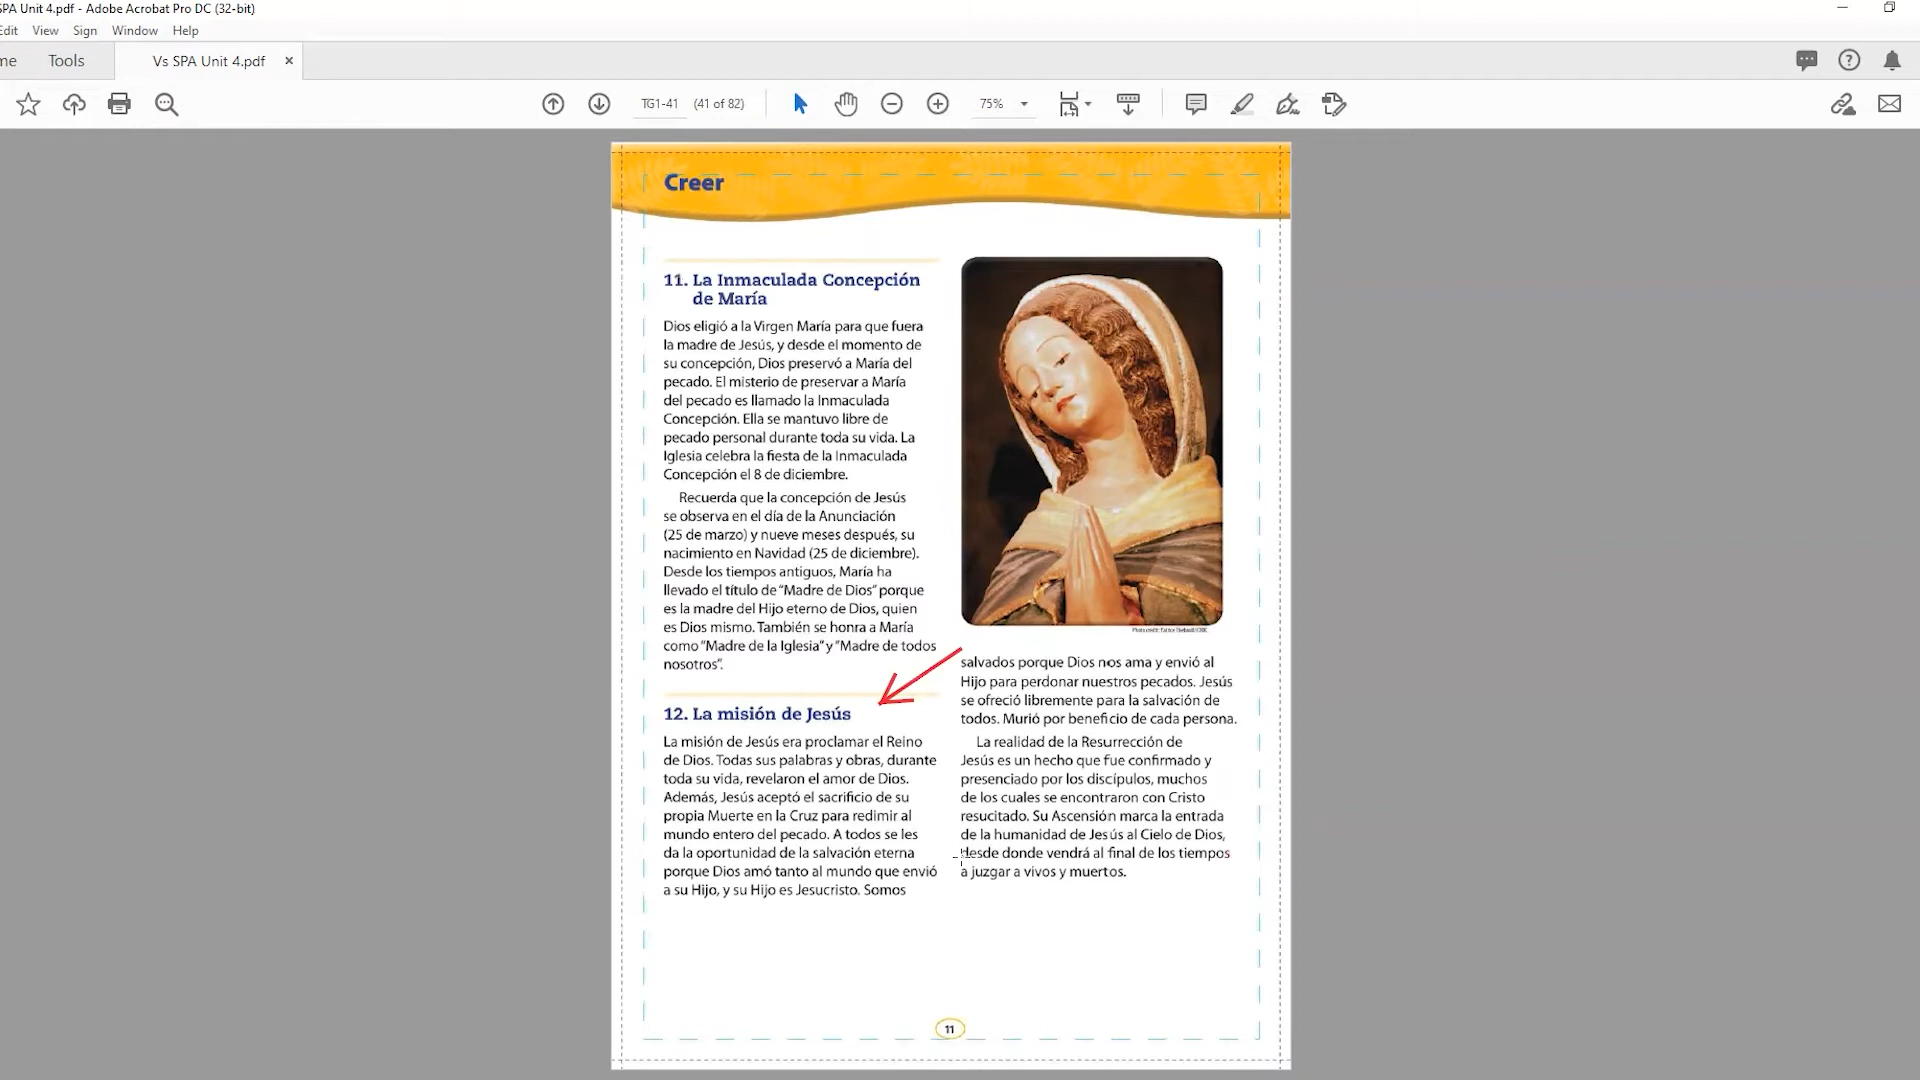 SPA Unit 4.pdf - Adobe Acrobat Pro DC (32-bit)
Edit View Sign Window Help
me Tools Vs SPA Unit 4.pdf ×
TG1-41 (41 of 82) 75%
Creer
11. La Inmaculada Concepción
de María
Dios eligió a la Virgen María para que fuera
la madre de Jesús, y desde el momento de
su concepción, Dios preservó a María del
pecado. El misterio de preservar a María
del pecado es llamado la Inmaculada
Concepción. Ella se mantuvo libre de
pecado personal durante toda su vida. La
Iglesia celebra la fiesta de la Inmaculada
Concepción el 8 de diciembre.
Recuerda que la concepción de Jesús
se observa en el día de la Anunciación
(25 de marzo) y nueve meses después, su
nacimiento en Navidad (25 de diciembre).
Desde los tiempos antiguos, María ha
llevado el título de “Madre de Dios” porque
es la madre del Hijo eterno de Dios, quien
es Dios mismo. También se honra a María
como “Madre de la Iglesia” y “Madre de todos
nosotros”.
12. La misión de Jesús
La misión de Jesús era proclamar el Reino
de Dios. Todas sus palabras y obras, durante
toda su vida, revelaron el amor de Dios.
Además, Jesús aceptó el sacrificio de su
propia Muerte en la Cruz para redimir al
mundo entero del pecado. A todos se les
da la oportunidad de la salvación eterna
porque Dios amó tanto al mundo que envió
a su Hijo, y su Hijo es Jesucristo. Somos
Photo credit:
salvados porque Dios nos ama y envió al
Hijo para perdonar nuestros pecados. Jesús
se ofreció libremente para la salvación de
todos. Murió por beneficio de cada persona.
La realidad de la Resurrección de
Jesús es un hecho que fue confirmado y
presenciado por los discípulos, muchos
de los cuales se encontraron con Cristo
resucitado. Su Ascensión marca la entrada
de la humanidad de Jesús al Cielo de Dios,
desde donde vendrá al final de los tiempos
a juzgar a vivos y muertos.
11